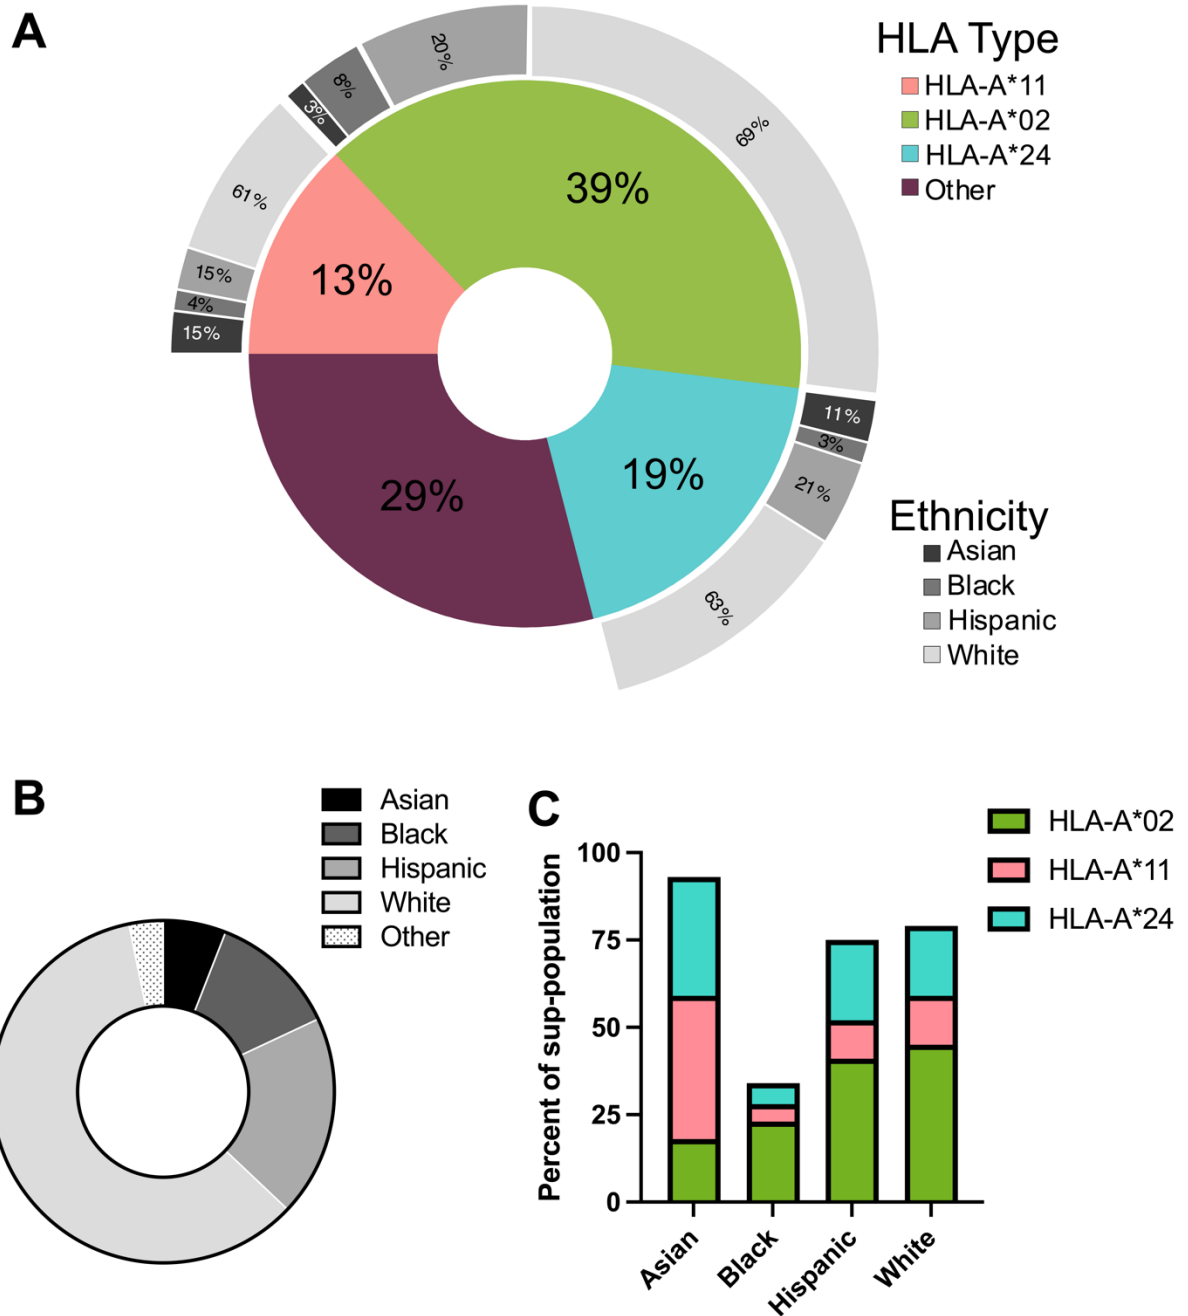 A
HLA Type
HLA-A*11
HLA-A*02
HLA-A*24
Other
20%
8%
3%
69%
61%
15%
4%
15%
39%
13%
29%
19%
11%
3%
21%
63%
Ethnicity
Asian
Black
Hispanic
White
B
Asian
Black
Hispanic
White
Other
C
HLA-A*02
HLA-A*11
HLA-A*24
Percent of sup-population
100
75
50
25
0
Asian
Black
Hispanic
White